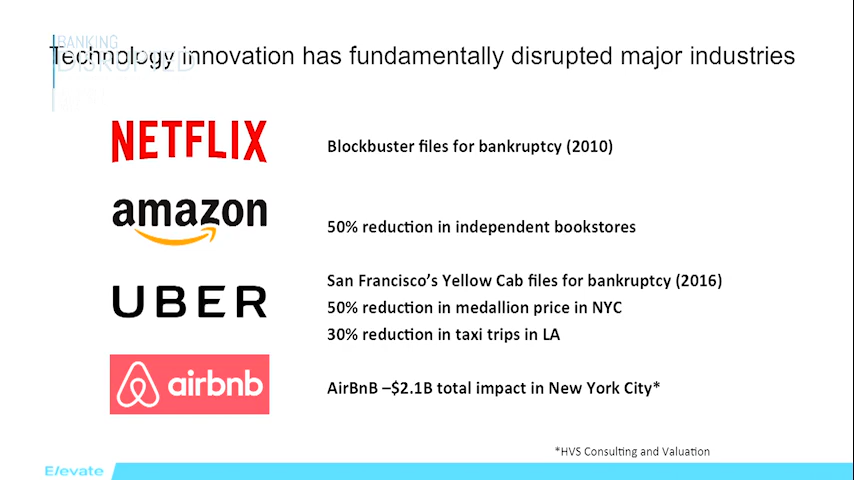 BANKING
DISRUPTED
Technology innovation has fundamentally disrupted major industries
NETFLIX
Blockbuster files for bankruptcy (2010)
amazon
50% reduction in independent bookstores
UBER
San Francisco's Yellow Cab files for bankruptcy (2016)
50% reduction in medallion price in NYC
30% reduction in taxi trips in LA
airbnb
AirBnB –$2.1B total impact in New York City*
*HVS Consulting and Valuation
Elevate